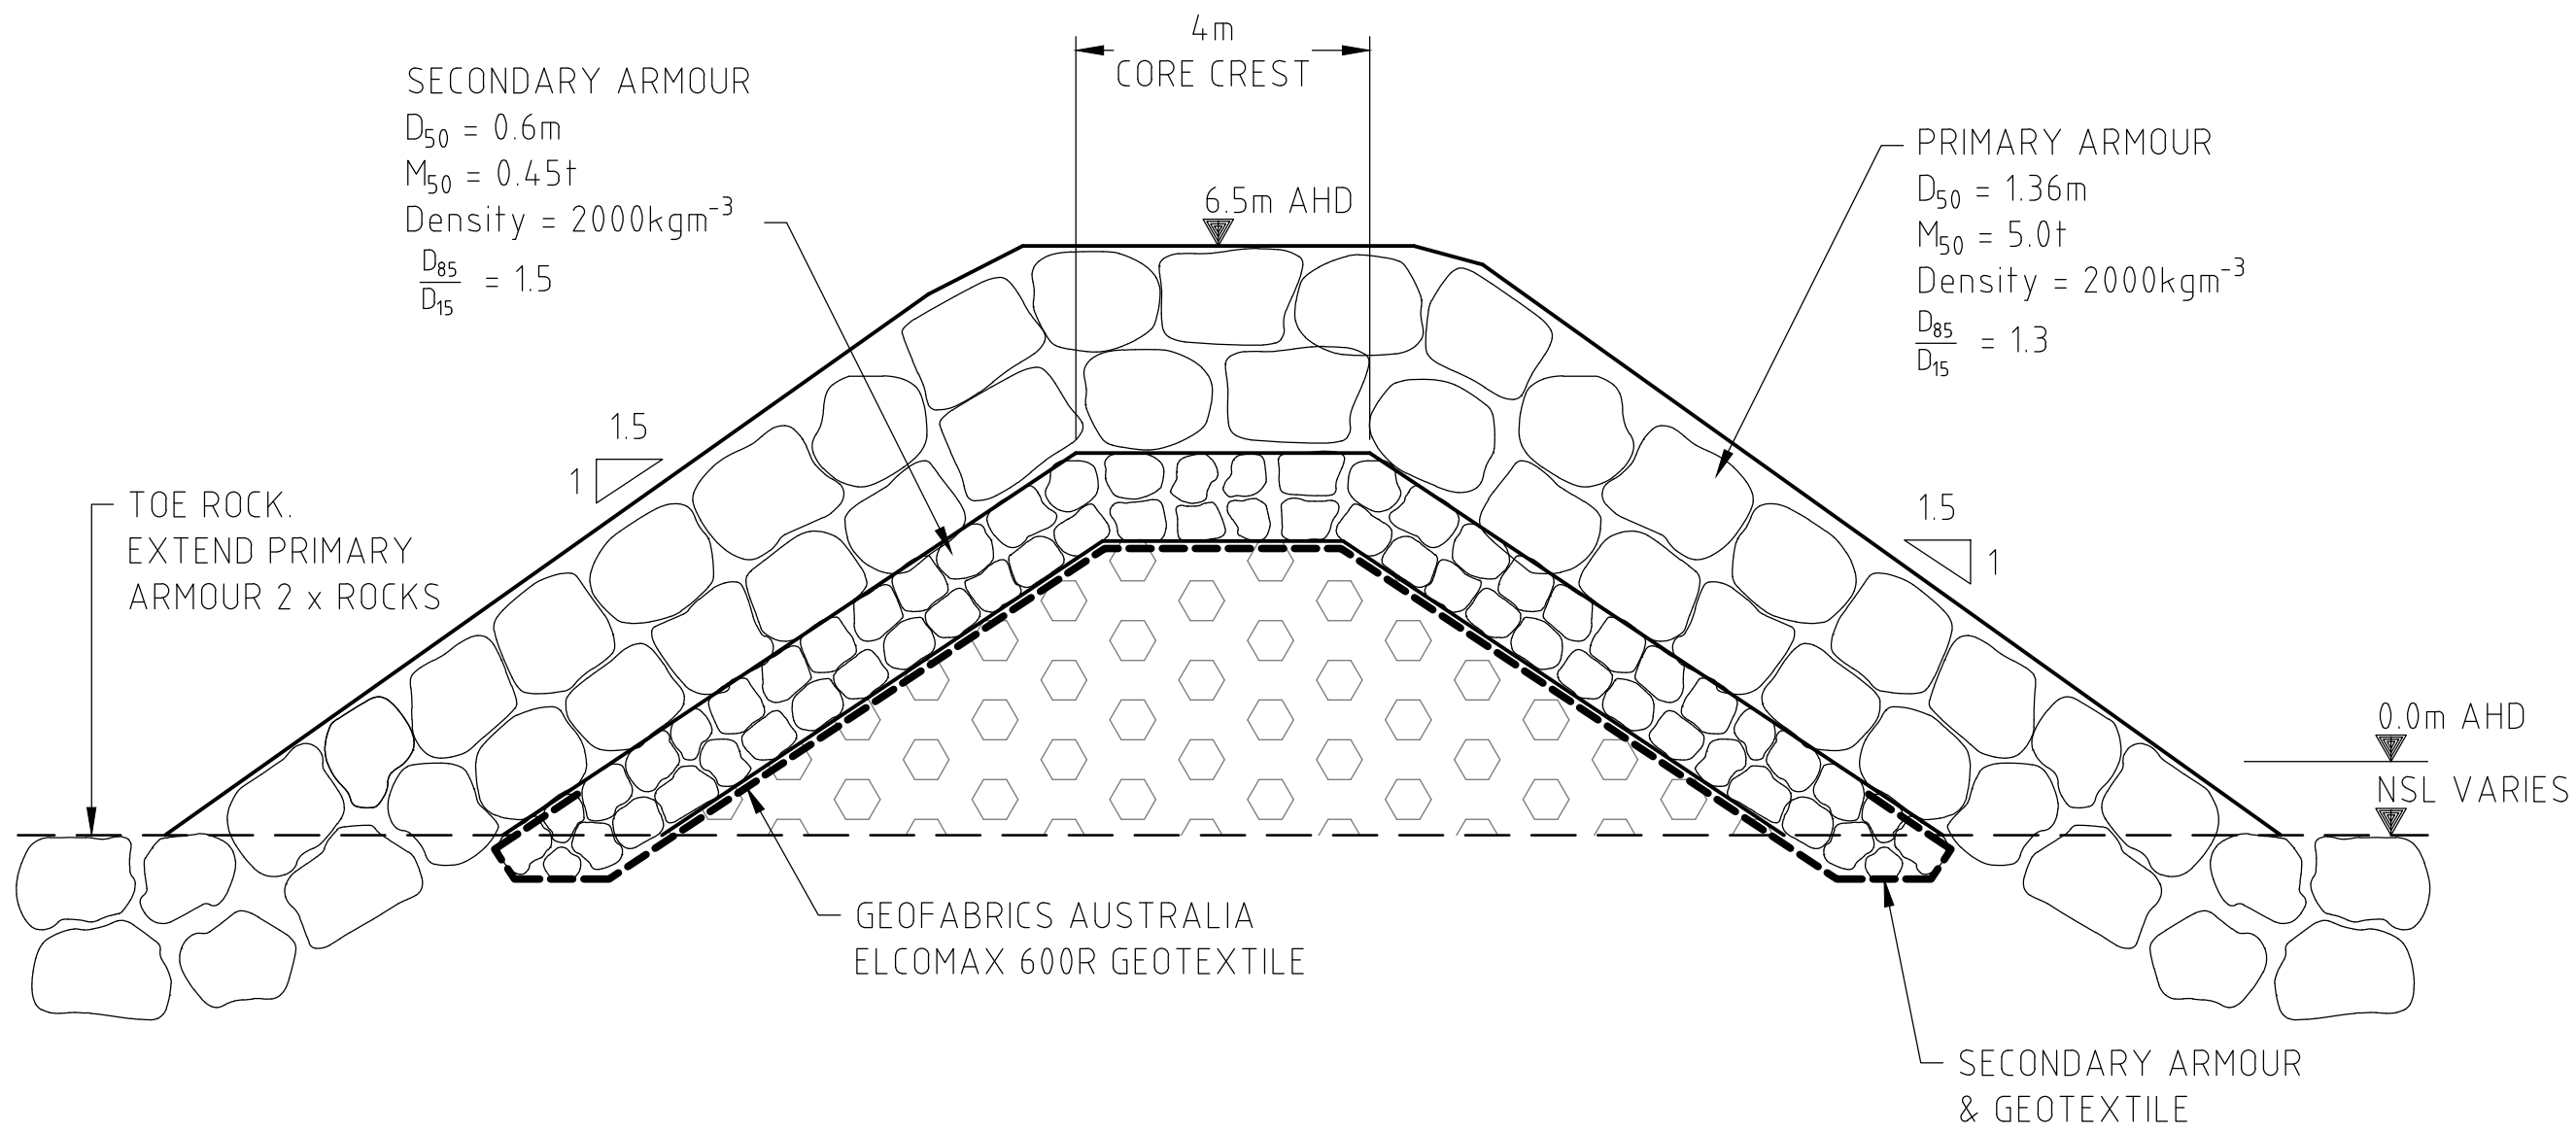 4m
CORE CREST
SECONDARY ARMOUR
D50 = 0.6m
M50 = 0.45t
Density = 2000kgm-3
D85
D15
= 1.5
6.5m AHD
PRIMARY ARMOUR
D50 = 1.36m
M50 = 5.0t
Density = 2000kgm-3
D85
D15
= 1.3
1.5
1
1.5
1
TOE ROCK.
EXTEND PRIMARY
ARMOUR 2 x ROCKS
0.0m AHD
NSL VARIES
GEOFABRICS AUSTRALIA
ELCOMAX 600R GEOTEXTILE
SECONDARY ARMOUR
& GEOTEXTILE